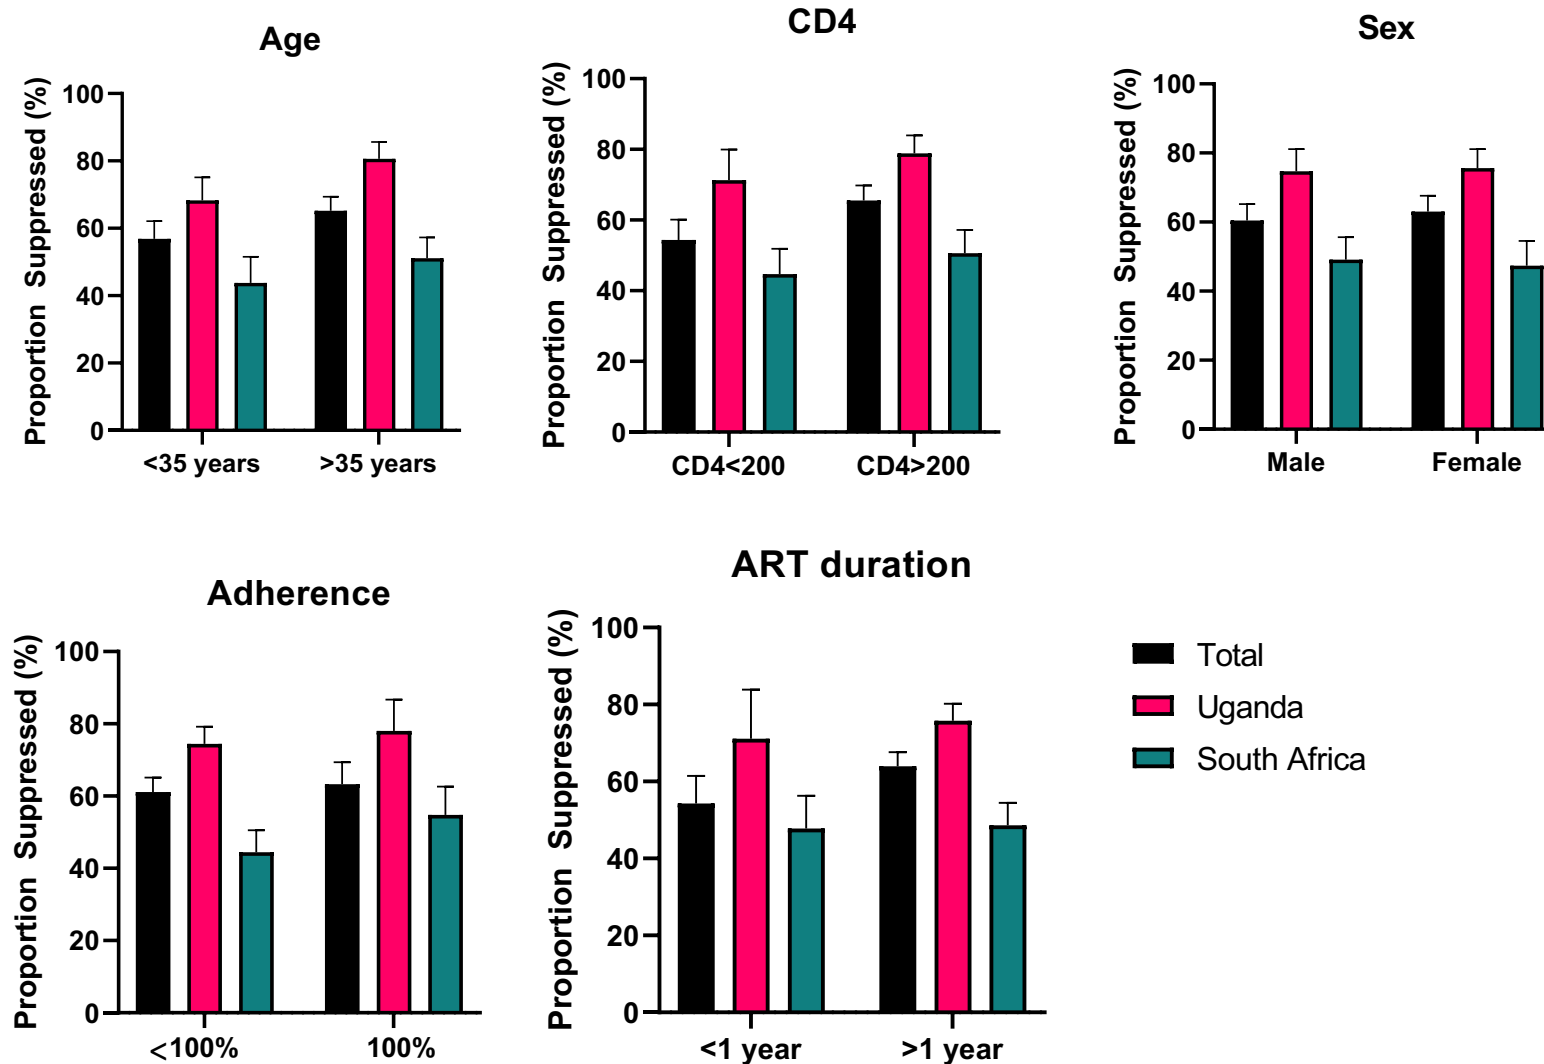 Age
Proportion Suppressed (%)
100
80
60
40
20
0
<35 years >35 years
CD4
Proportion Suppressed (%)
100
80
60
40
20
0
CD4<200 CD4>200
Sex
Proportion Suppressed (%)
100
80
60
40
20
0
Male Female
Adherence
Proportion Suppressed (%)
100
80
60
40
20
0
<100% 100%
ART duration
Proportion Suppressed (%)
100
80
60
40
20
0
<1 year >1 year
Total
Uganda
South Africa